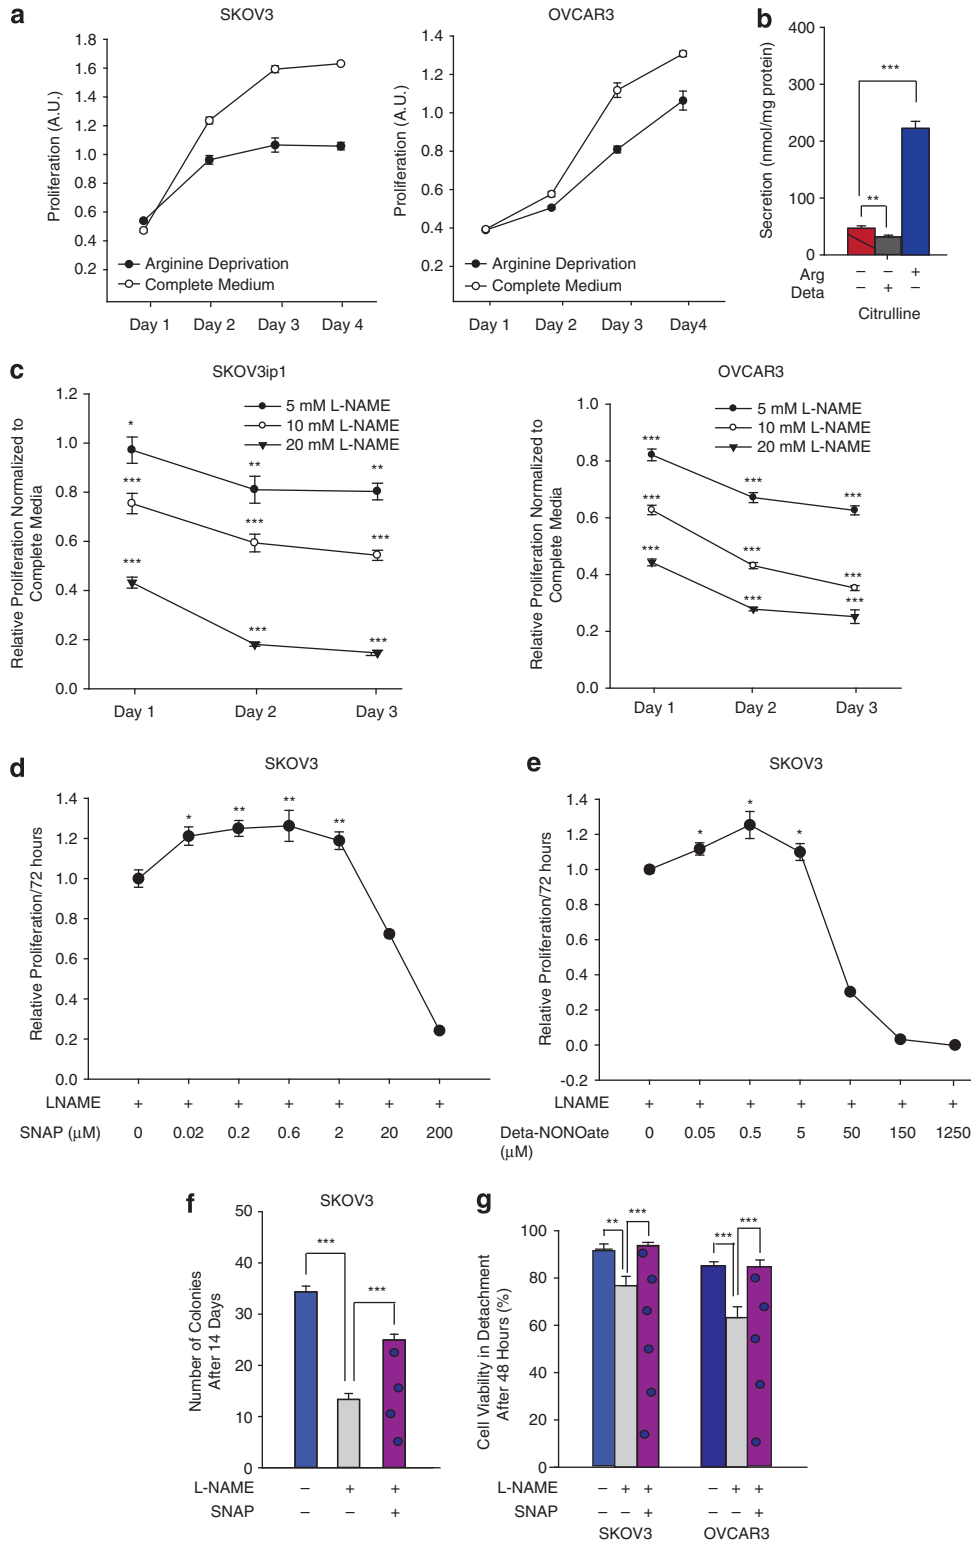 a
SKOV3
Proliferation (A.U.)
1.8
1.6
1.4
1.2
1.0
0.8
0.6
0.4
0.2
Arginine Deprivation
Complete Medium
Day 1 Day 2 Day 3 Day 4
OVCAR3
Proliferation (A.U.)
1.4
1.2
1.0
0.8
0.6
0.4
0.2
Arginine Deprivation
Complete Medium
Day 1 Day 2 Day 3 Day4
b
Secretion (nmol/mg protein)
400
300
200
100
0
***
**
Arg – – +
Deta – + –
Citrulline
c
SKOV3ip1
Relative Proliferation Normalized to
Complete Media
1.2
1.0
0.8
0.6
0.4
0.2
0.0
5 mM L-NAME
10 mM L-NAME
20 mM L-NAME
* ** **
*** *** ***
*** *** ***
Day 1 Day 2 Day 3
OVCAR3
Relative Proliferation Normalized to
Complete Media
1.0
0.8
0.6
0.4
0.2
0.0
5 mM L-NAME
10 mM L-NAME
20 mM L-NAME
*** *** ***
*** *** ***
*** *** ***
Day 1 Day 2 Day 3
d
SKOV3
Relative Proliferation/72 hours
1.4
1.2
1.0
0.8
0.6
0.4
0.2
0.0
* ** ** **
LNAME + + + + + + +
SNAP (μM) 0 0.02 0.2 0.6 2 20 200
e
SKOV3
Relative Proliferation/72 hours
1.4
1.2
1.0
0.8
0.6
0.4
0.2
0.0
-0.2
* * *
LNAME + + + + + + +
Deta-NONOate 0 0.05 0.5 5 50 150 1250
(μM)
f
SKOV3
Number of Colonies
After 14 Days
50
40
30
20
10
0
***
***
L-NAME – + +
SNAP – – +
g
Cell Viability in Detachment
After 48 Hours (%)
100
80
60
40
20
0
** *** *** ***
L-NAME – + + – + +
SNAP – – + – – +
SKOV3 OVCAR3